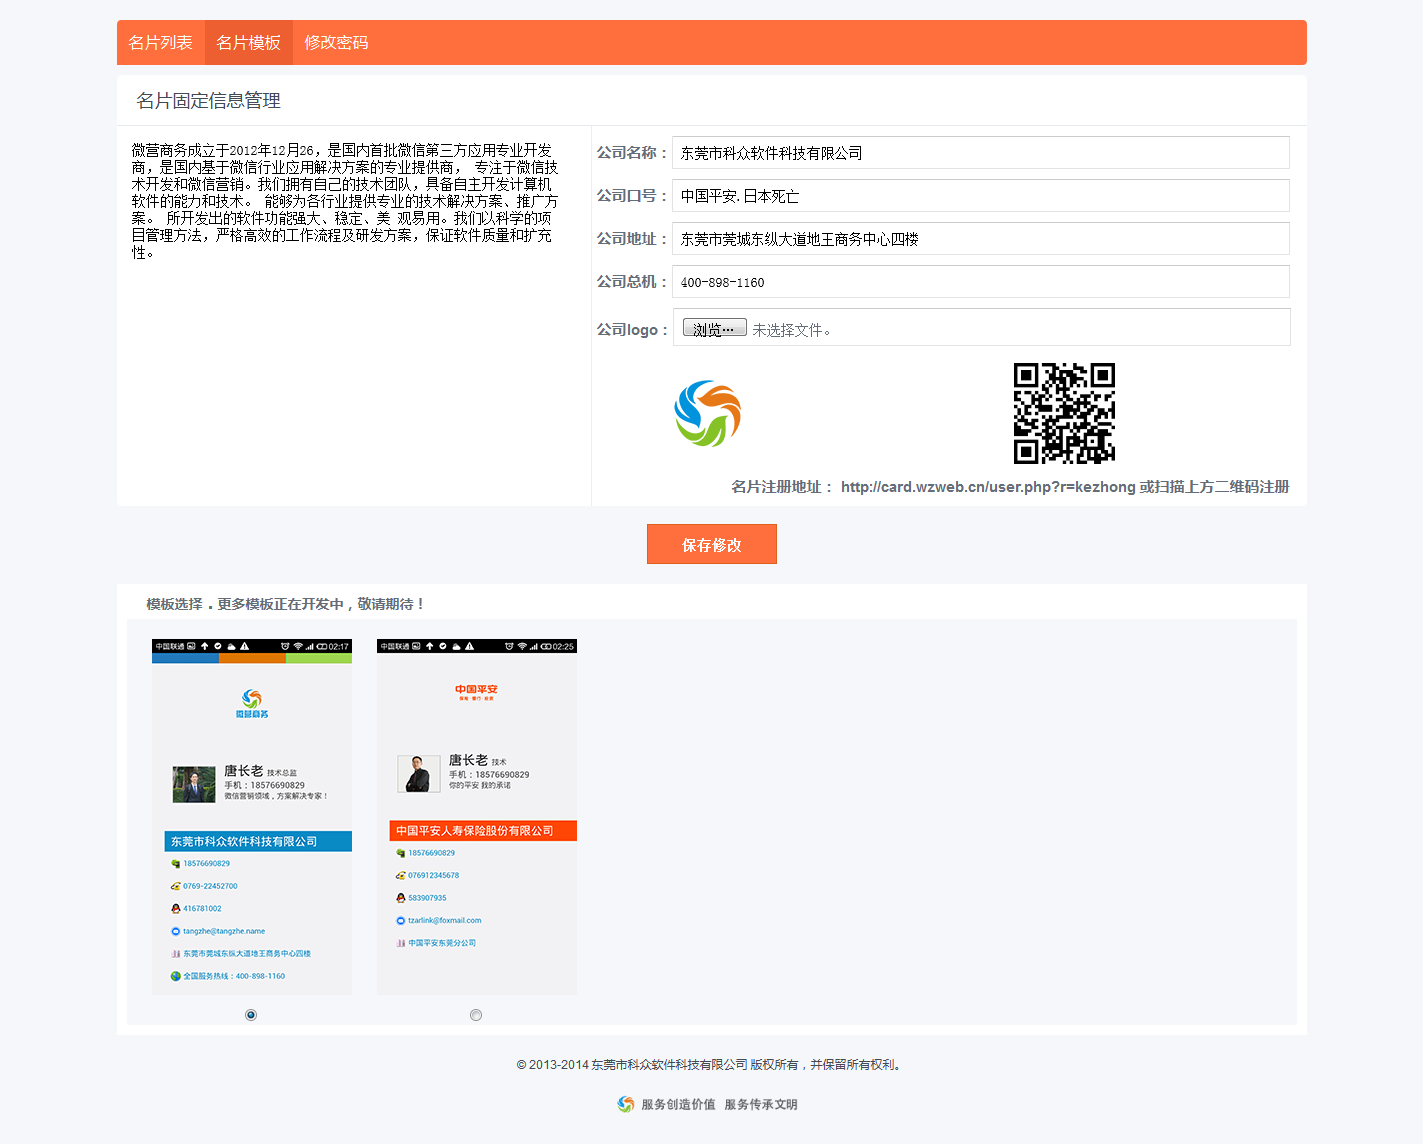 名片列表 名片模板 修改密码
名片固定信息管理
微营商务成立于2012年12月26，是国内首批微信第三方应用专业开发
商，是国内基于微信行业应用解决方案的专业提供商， 专注于微信技
术开发和微信营销。我们拥有自己的技术团队，具备自主开发计算机
软件的能力和技术。 能够为各行业提供专业的技术解决方案、推广方
案。 所开发出的软件功能强大、稳定、美 观易用。我们以科学的项
目管理方法，严格高效的工作流程及研发方案，保证软件质量和扩充
性。
公司名称： 东莞市科众软件科技有限公司
公司口号： 中国平安.日本死亡
公司地址： 东莞市莞城东纵大道地王商务中心四楼
公司总机： 400-898-1160
公司logo： 浏览… 未选择文件。
名片注册地址： http://card.wzweb.cn/user.php?r=kezhong 或扫描上方二维码注册
保存修改
模板选择．更多模板正在开发中，敬请期待！
中国联通 02:17
微营商务
唐长老 技术总监
手机：18576690829
微信营销领域，方案解决专家！
东莞市科众软件科技有限公司
18576690829
0769-22452700
416781002
tangzhe@tangzhe.name
东莞市莞城东纵大道地王商务中心四楼
全国服务热线：400-898-1160
中国联通 02:25
中国平安
保险·银行·投资
唐长老 技术
手机：18576690829
你的平安 我的承诺
中国平安人寿保险股份有限公司
18576690829
076912345678
583907935
tzarlink@foxmail.com
中国平安东莞分公司
© 2013-2014 东莞市科众软件科技有限公司 版权所有，并保留所有权利。
服务创造价值 服务传承文明